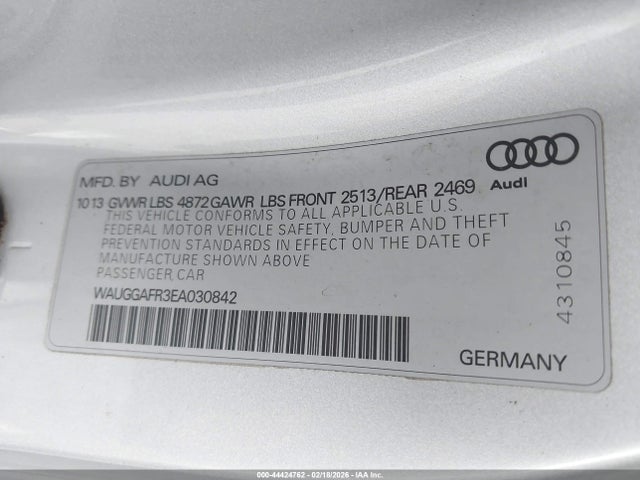 MFD. BY AUDI AG
1013 GVWR LBS 4872 GAWR LBS FRONT 2513/REAR 2469
THIS VEHICLE CONFORMS TO ALL APPLICABLE U.S.
FEDERAL MOTOR VEHICLE SAFETY, BUMPER AND THEFT
PREVENTION STANDARDS IN EFFECT ON THE DATE OF
MANUFACTURE SHOWN ABOVE
PASSENGER CAR
WAUGGAFR3EA030842
Audi
4310845
GERMANY
000-44424762 - 02/18/2026 - IAA Inc.